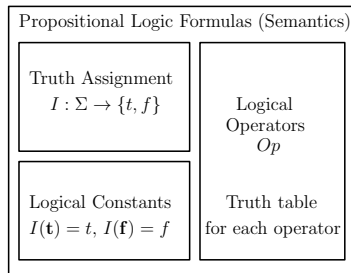 Propositional Logic Formulas (Semantics)
Truth Assignment
I : Σ → {t, f}
Logical Constants
I(t) = t, I(f) = f
Logical
Operators
Op
Truth table
for each operator